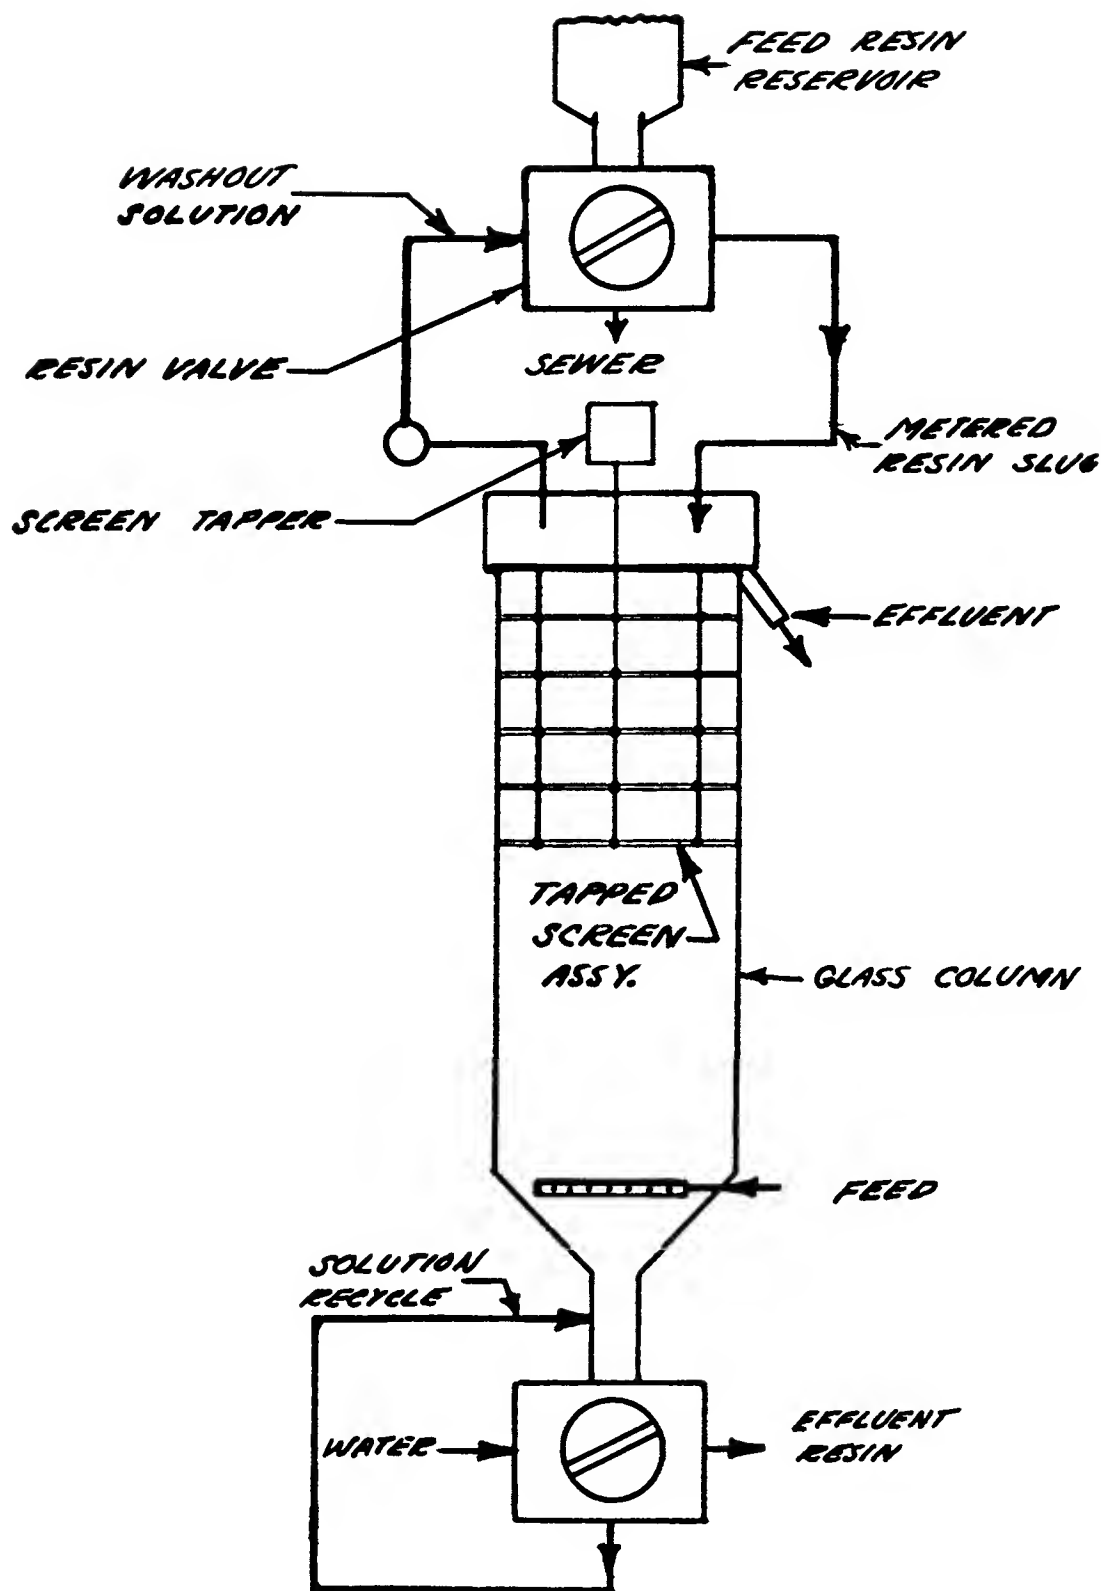 FEED RESIN
RESERVOIR
WASHOUT
SOLUTION
RESIN VALVE
SEWER
METERED
RESIN SLUG
SCREEN TAPPER
EFFLUENT
TAPPED
SCREEN
ASSY.
GLASS COLUMN
FEED
SOLUTION
RECYCLE
WATER
EFFLUENT
RESIN